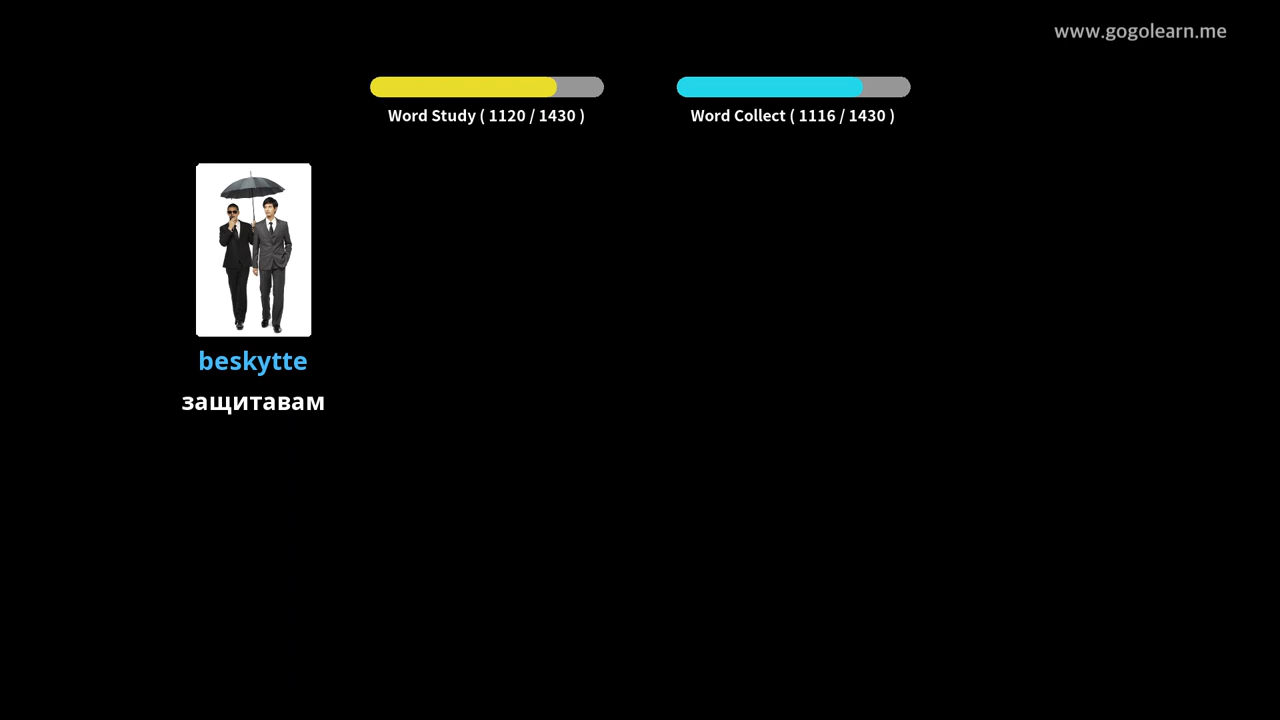 www.gogolearn.me
Word Study ( 1120 / 1430 )
Word Collect ( 1116 / 1430 )
beskytte
защитавам